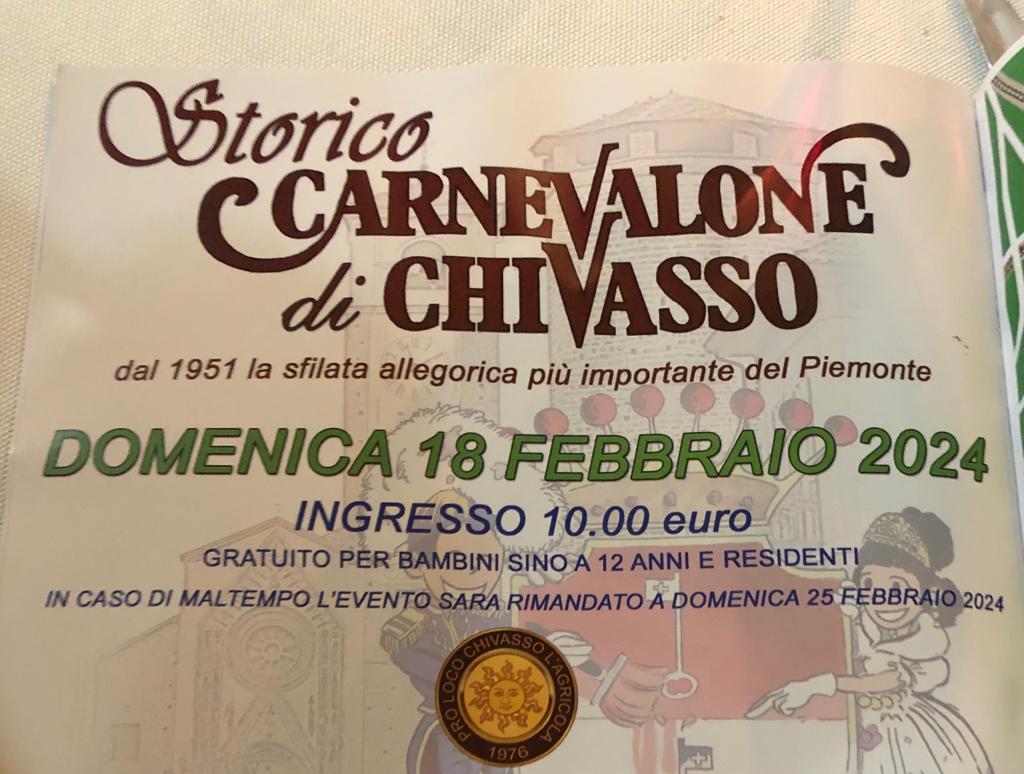 Storico
CARNEVALONE
di CHIVASSO
dal 1951 la sfilata allegorica più importante del Piemonte
DOMENICA 18 FEBBRAIO 2024
INGRESSO 10.00 euro
GRATUITO PER BAMBINI SINO A 12 ANNI E RESIDENTI
IN CASO DI MALTEMPO L'EVENTO SARA RIMANDATO A DOMENICA 25 FEBBRAIO 2024
PRO LOCO CHIVASSO L'AGRICOLA
1976